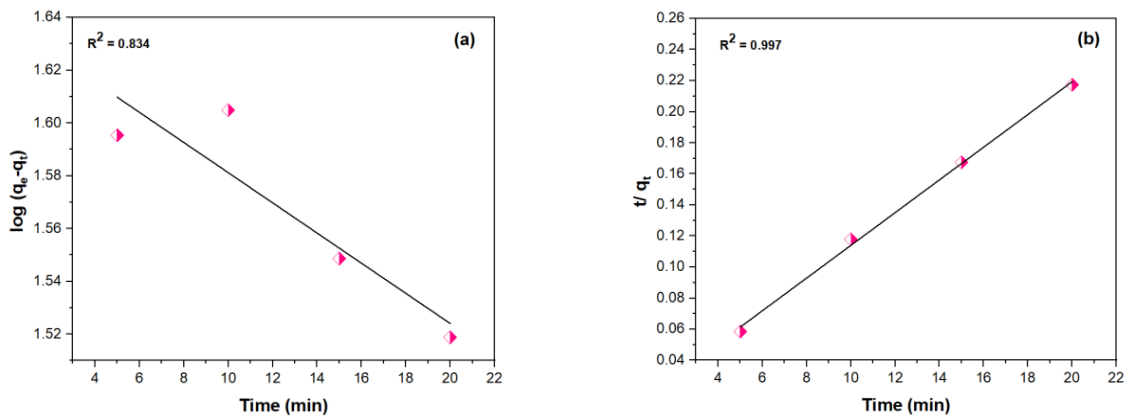 (a)
R² = 0.834
log (qₑ-qₜ)
1.64
1.62
1.60
1.58
1.56
1.54
1.52
4 6 8 10 12 14 16 18 20 22
Time (min)
(b)
R² = 0.997
t/ qₜ
0.26
0.24
0.22
0.20
0.18
0.16
0.14
0.12
0.10
0.08
0.06
0.04
4 6 8 10 12 14 16 18 20 22
Time (min)